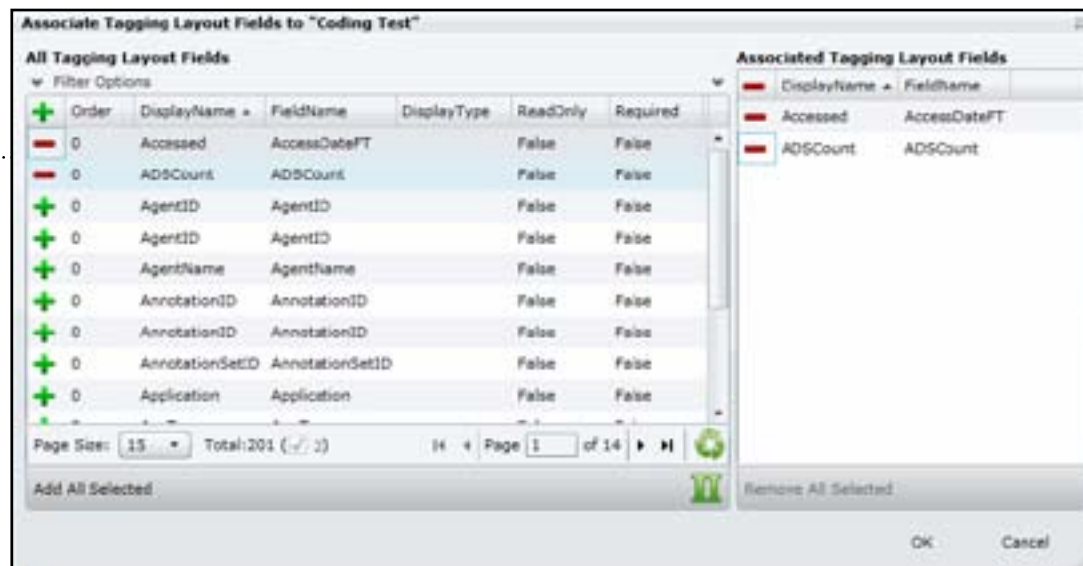 Associate Tagging Layout Fields to "Coding Test"
All Tagging Layout Fields
Filter Options
Order DisplayName FieldName DisplayType ReadOnly Required
0 Accessed AccessDateFT False False
0 ADSCount ADSCount False False
0 AgentID AgentID False False
0 AgentID AgentID False False
0 AgentName AgentName False False
0 AnnotationID AnnotationID False False
0 AnnotationID AnnotationID False False
0 AnnotationSetID AnnotationSetID False False
0 Application Application False False
Page Size: 15 Total:201 ( 2) Page 1 of 14
Add All Selected
Associated Tagging Layout Fields
DisplayName FieldName
Accessed AccessDateFT
ADSCount ADSCount
Remove All Selected
OK Cancel